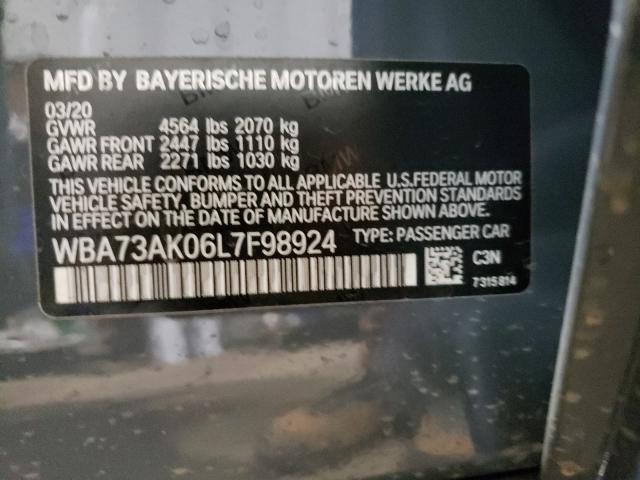 MFD BY BAYERISCHE MOTOREN WERKE AG
03/20
GVWR 4564 lbs 2070 kg
GAWR FRONT 2447 lbs 1110 kg
GAWR REAR 2271 lbs 1030 kg
THIS VEHICLE CONFORMS TO ALL APPLICABLE U.S.FEDERAL MOTOR
VEHICLE SAFETY, BUMPER AND THEFT PREVENTION STANDARDS
IN EFFECT ON THE DATE OF MANUFACTURE SHOWN ABOVE.
WBA73AK06L7F98924 TYPE: PASSENGER CAR
C3N
7315814